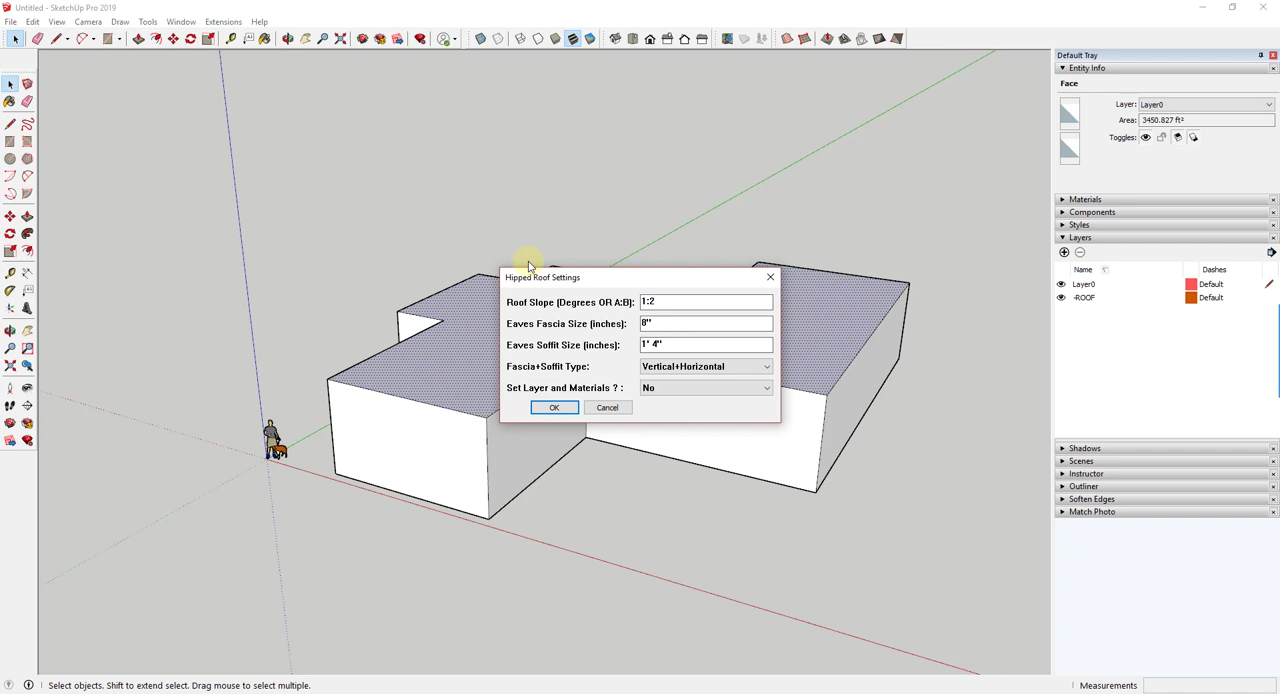 Untitled - SketchUp Pro 2019
File Edit View Camera Draw Tools Window Extensions Help
Default Tray
Entity Info
Face
Layer: Layer0
Area: 3450.827 ft²
Toggles:
Materials
Components
Styles
Layers
Name Dashes
Layer0 Default
-ROOF Default
Shadows
Scenes
Instructor
Outliner
Soften Edges
Match Photo
Hipped Roof Settings
Roof Slope (Degrees OR A:B): 1:2
Eaves Fascia Size (inches): 8"
Eaves Soffit Size (inches): 1' 4"
Fascia+Soffit Type: Vertical+Horizontal
Set Layer and Materials ? : No
OK Cancel
Select objects. Shift to extend select. Drag mouse to select multiple.
Measurements